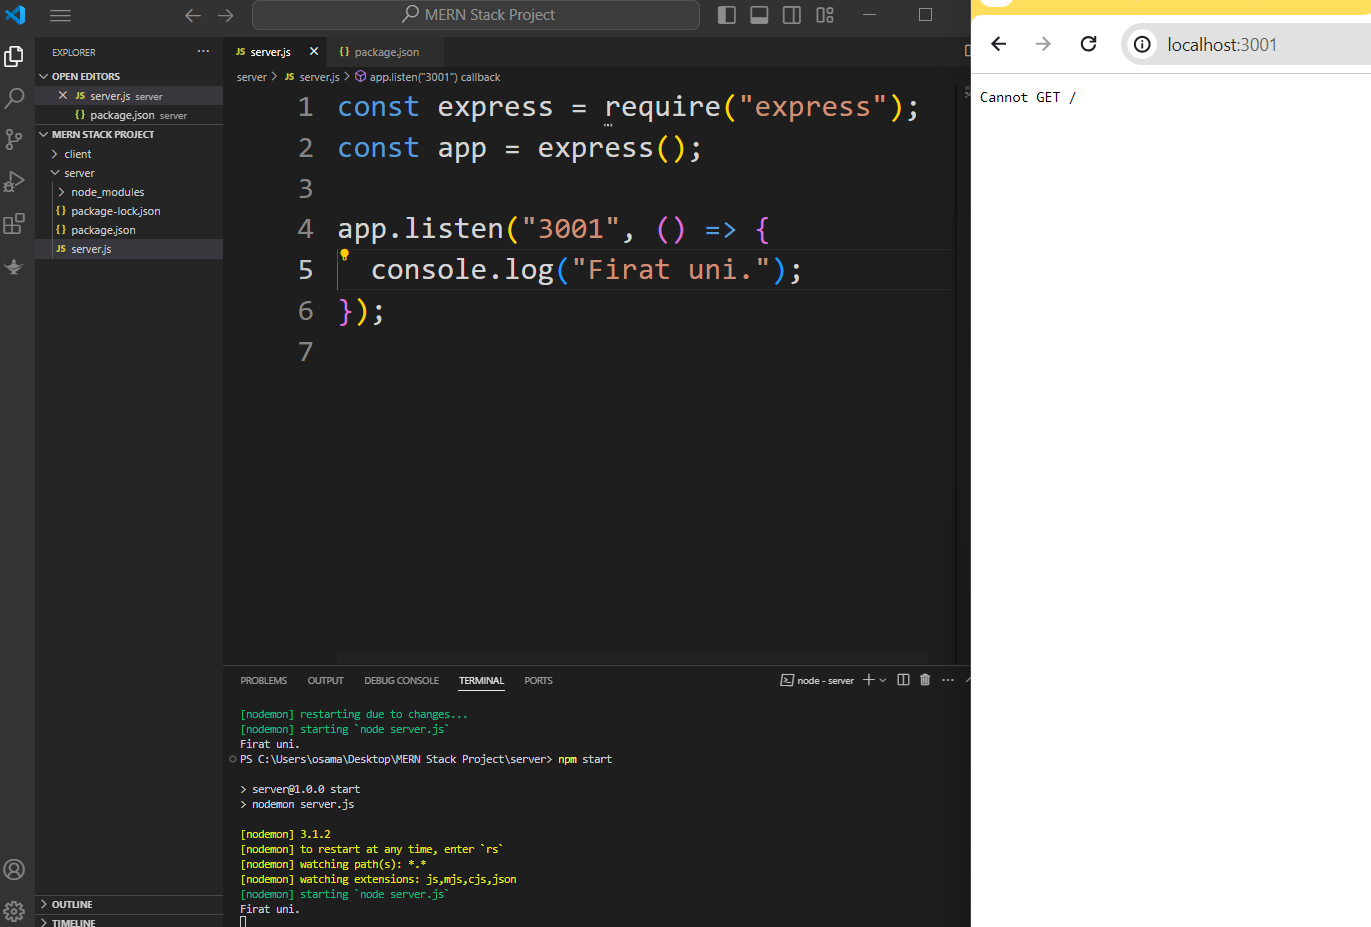 MERN Stack Project
EXPLORER
OPEN EDITORS
JS server.js server
{} package.json server
MERN STACK PROJECT
client
server
node_modules
{} package-lock.json
{} package.json
JS server.js
OUTLINE
TIMELINE
JS server.js
{} package.json
server > JS server.js > app.listen("3001") callback
1 const express = require("express");
2 const app = express();
3
4 app.listen("3001", () => {
5 console.log("Firat uni.");
6 });
7
PROBLEMS OUTPUT DEBUG CONSOLE TERMINAL PORTS
node - server
[nodemon] restarting due to changes...
[nodemon] starting `node server.js`
Firat uni.
PS C:\Users\osama\Desktop\MERN Stack Project\server> npm start
> server@1.0.0 start
> nodemon server.js
[nodemon] 3.1.2
[nodemon] to restart at any time, enter `rs`
[nodemon] watching path(s): *.*
[nodemon] watching extensions: js,mjs,cjs,json
[nodemon] starting `node server.js`
Firat uni.
localhost:3001
Cannot GET /